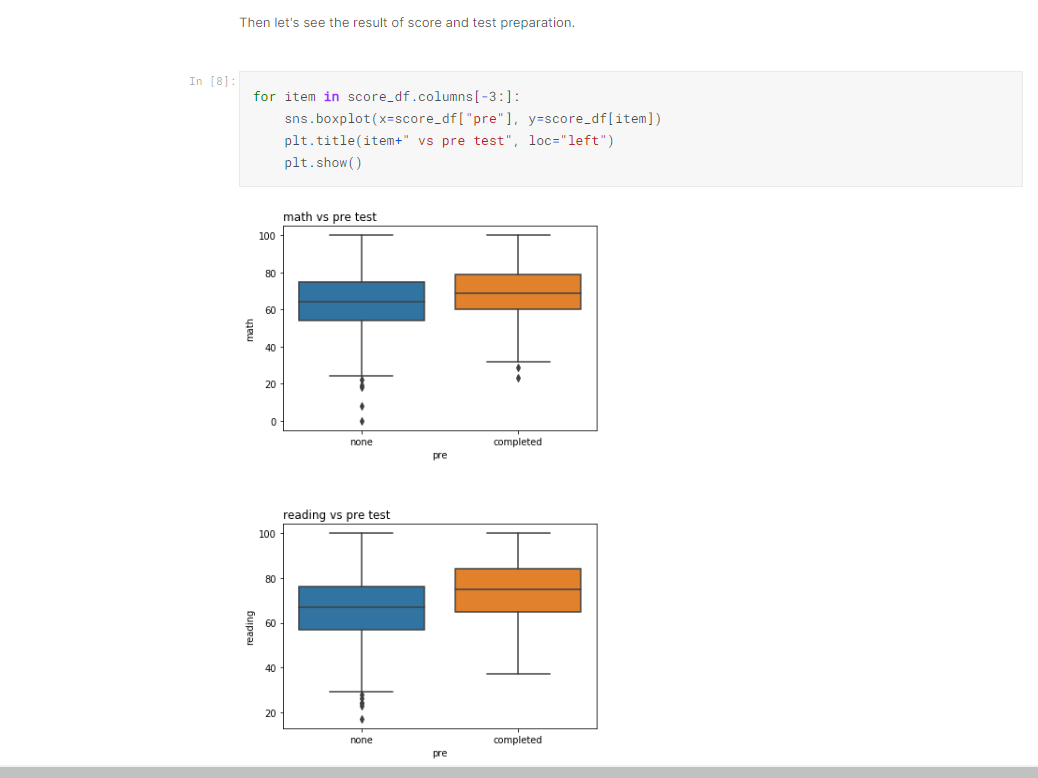 Then let's see the result of score and test preparation.
In [8]:
for item in score_df.columns[-3:]:
    sns.boxplot(x=score_df["pre"], y=score_df[item])
    plt.title(item+" vs pre test", loc="left")
    plt.show()
math vs pre test
100
80
60
40
20
0
math
none completed
pre
reading vs pre test
100
80
60
40
20
reading
none completed
pre